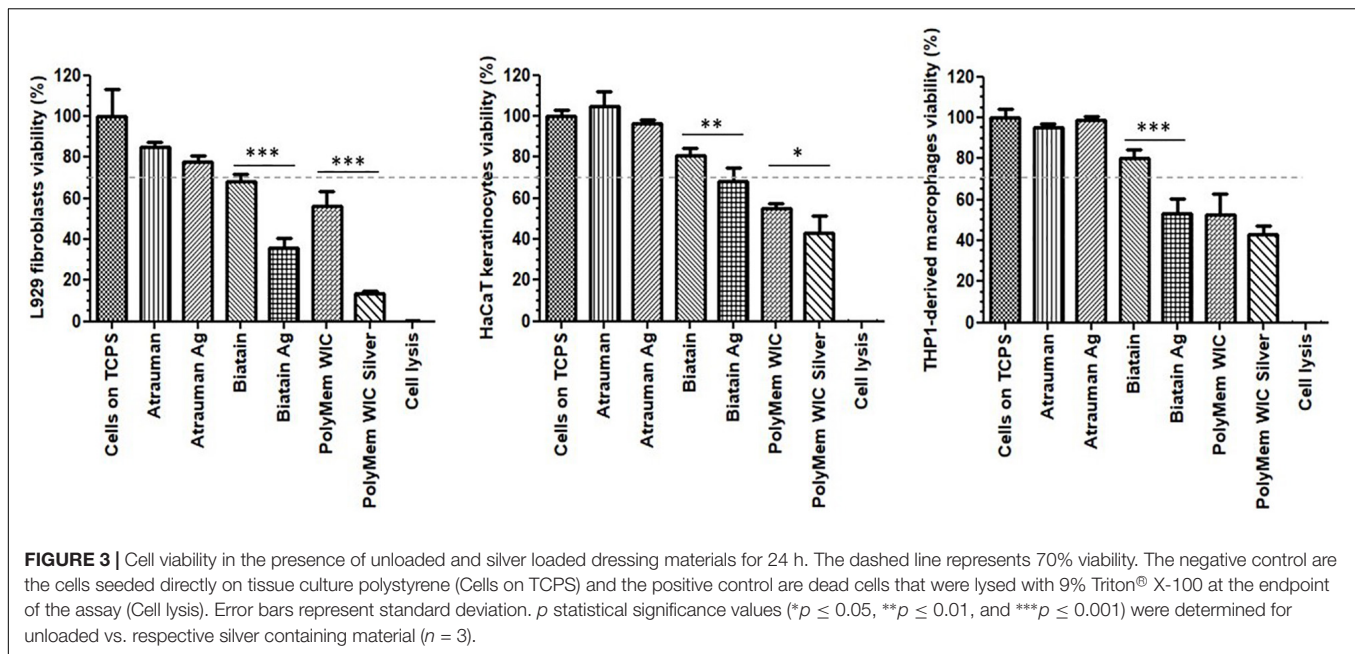 L929 fibroblasts viability (%)
120
100
80
60
40
20
0
***
***
Cells on TCPS
Atrauman
Atrauman Ag
Biatain
Biatain Ag
PolyMem WIC
PolyMem WIC Silver
Cell lysis
HaCaT keratinocytes viability (%)
120
100
80
60
40
20
0
**
*
Cells on TCPS
Atrauman
Atrauman Ag
Biatain
Biatain Ag
PolyMem WIC
PolyMem WIC Silver
Cell lysis
THP1-derived macrophages viability (%)
120
100
80
60
40
20
0
***
Cells on TCPS
Atrauman
Atrauman Ag
Biatain
Biatain Ag
PolyMem WIC
PolyMem WIC Silver
Cell lysis
FIGURE 3 | Cell viability in the presence of unloaded and silver loaded dressing materials for 24 h. The dashed line represents 70% viability. The negative control are
the cells seeded directly on tissue culture polystyrene (Cells on TCPS) and the positive control are dead cells that were lysed with 9% Triton® X-100 at the endpoint
of the assay (Cell lysis). Error bars represent standard deviation. p statistical significance values (*p ≤ 0.05, **p ≤ 0.01, and ***p ≤ 0.001) were determined for
unloaded vs. respective silver containing material (n = 3).